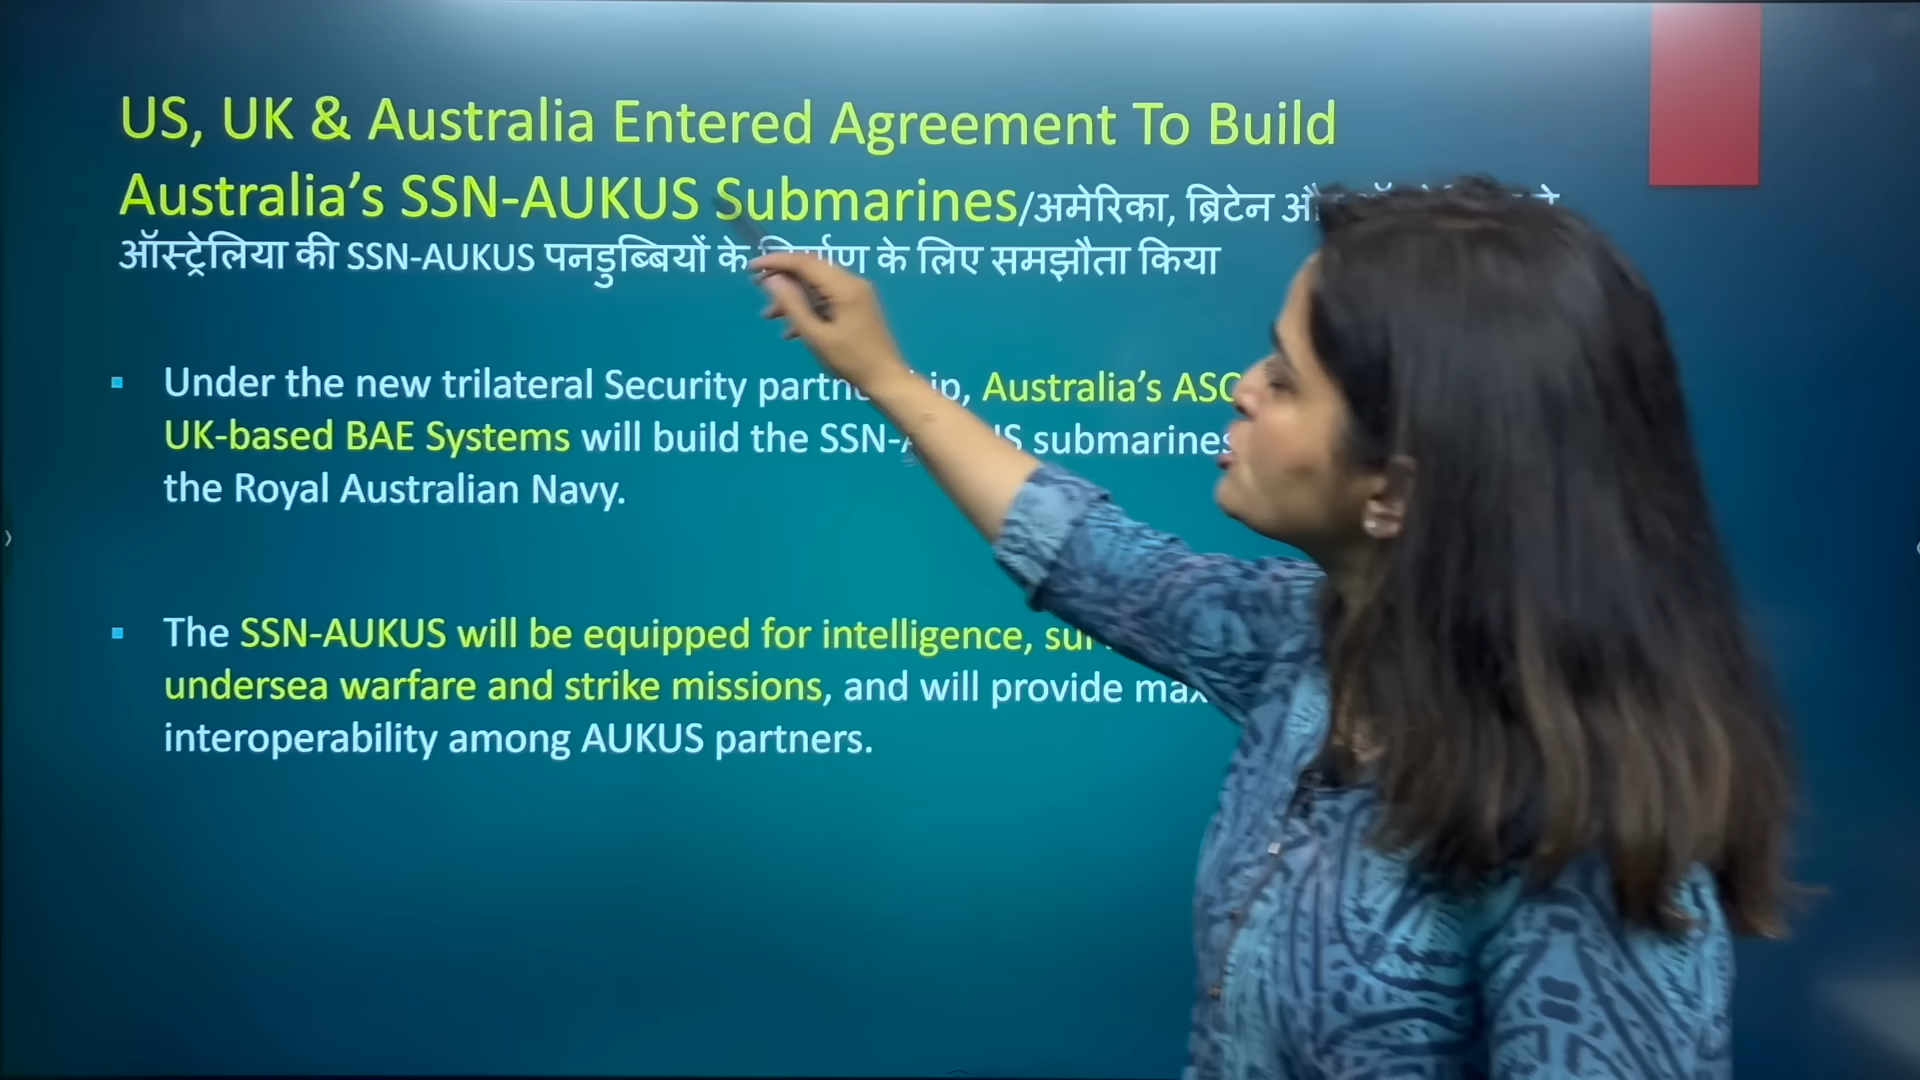 US, UK & Australia Entered Agreement To Build
Australia's SSN-AUKUS Submarines/अमेरिका, ब्रिटेन
ऑस्ट्रेलिया की SSN-AUKUS पनडुब्बियों के के लिए समझौता किया
Under the new trilateral Security Australia's
UK-based BAE Systems will build the submarines
the Royal Australian Navy.
The SSN-AUKUS will be equipped for intelligence,
undersea warfare and strike missions, and will provide
interoperability among AUKUS partners.